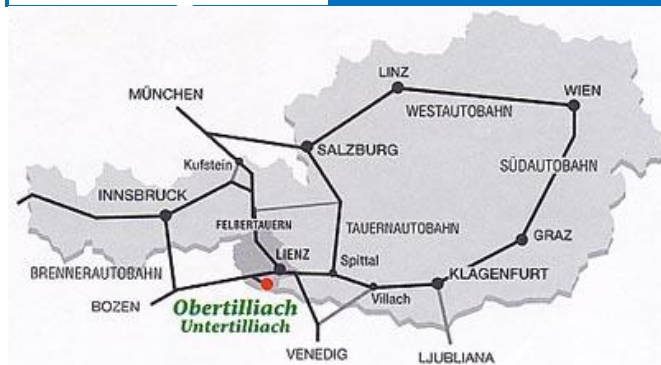 LINZ
WIEN
MÜNCHEN
WESTAUTOBAHN
SALZBURG
Kufstein
SÜDAUTOBAHN
INNSBRUCK
FELBERTAUERN
TAUERNAUTOBAHN
GRAZ
LIENZ
Spittal
BRENNERAUTOBAHN
KLAGENFURT
BOZEN
Obertilliach
Villach
Untertilliach
VENEDIG
LJUBLIANA